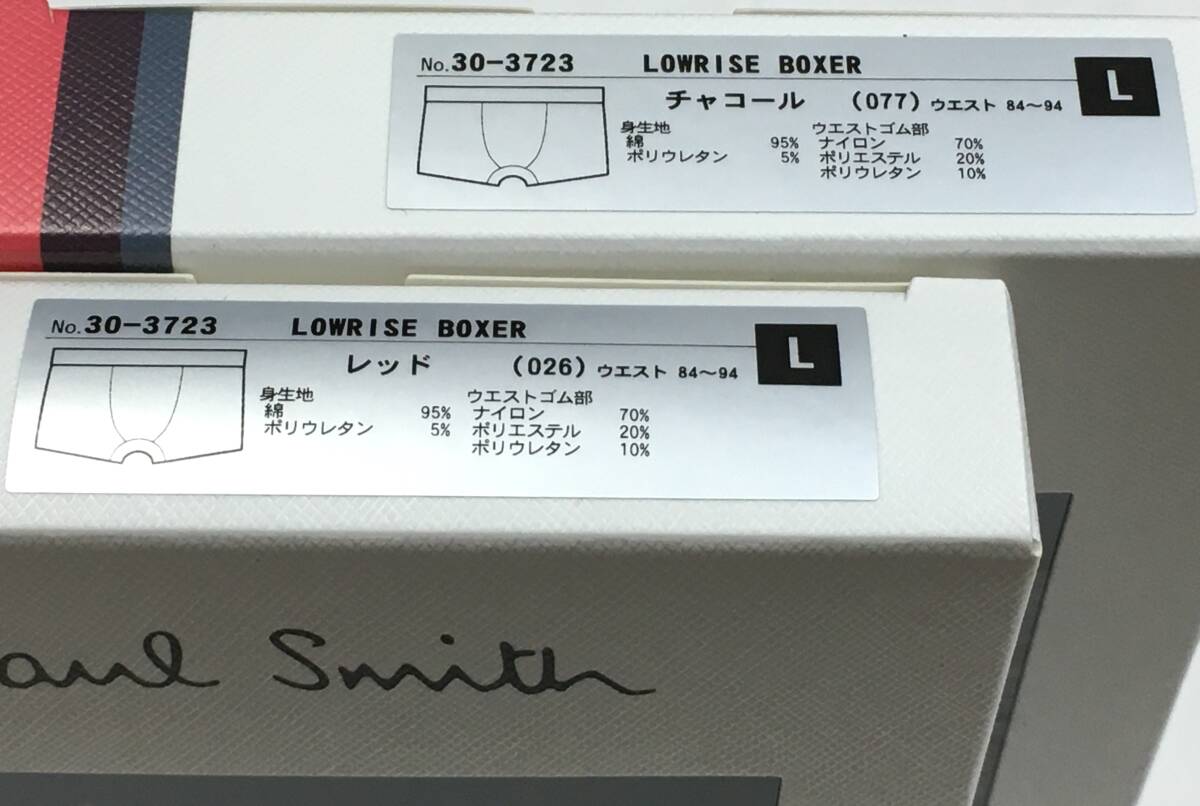 No.30-3723 LOWRISE BOXER L
チャコール (077) ウエスト 84〜94
身生地 ウエストゴム部
綿 95% ナイロン 70%
ポリウレタン 5% ポリエステル 20%
ポリウレタン 10%
No.30-3723 LOWRISE BOXER L
レッド (026) ウエスト 84〜94
身生地 ウエストゴム部
綿 95% ナイロン 70%
ポリウレタン 5% ポリエステル 20%
ポリウレタン 10%
aul Smith